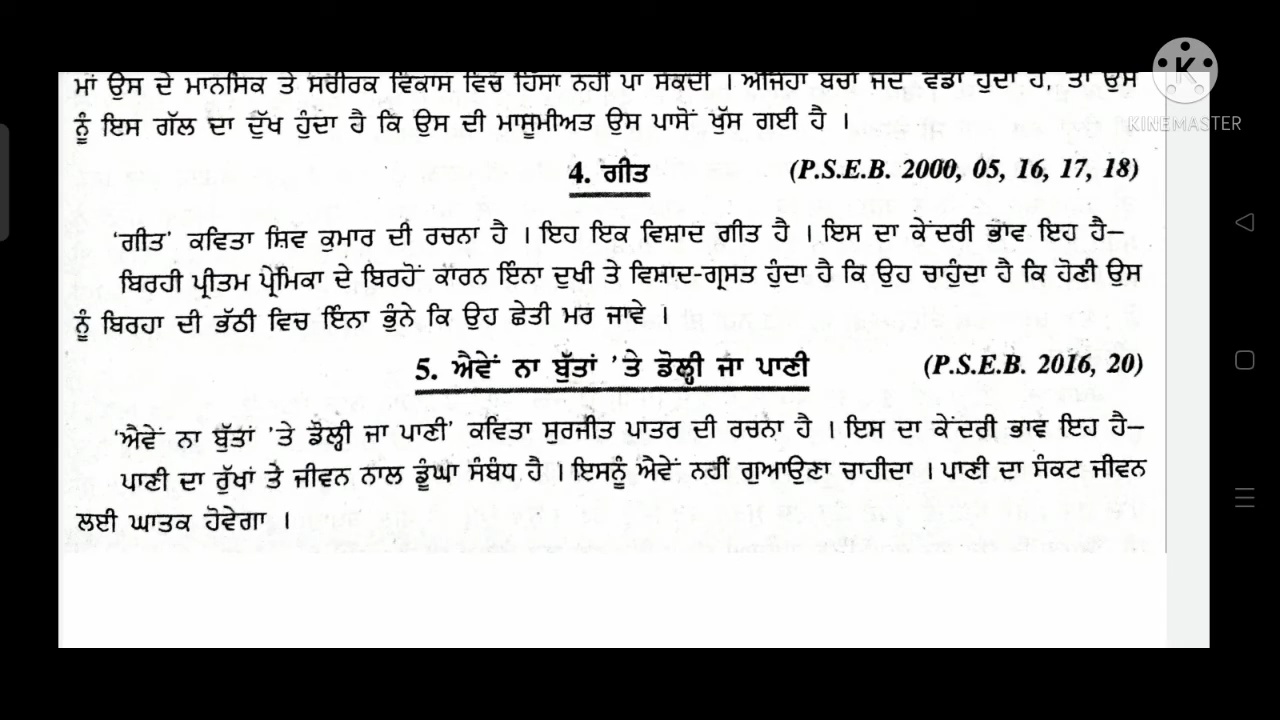 ਮਾਂ ਉਸ ਦੇ ਮਾਨਸਿਕ ਤੇ ਸਰੀਰਕ ਵਿਕਾਸ ਵਿਚ ਹਿੱਸਾ ਨਹੀਂ ਪਾ ਸਕਦੀ । ਅਜਿਹਾ ਬੱਚਾ ਜਦ ਵੱਡਾ ਹੁੰਦਾ ਹੈ, ਤਾਂ ਉਸ
ਨੂੰ ਇਸ ਗੱਲ ਦਾ ਦੁੱਖ ਹੁੰਦਾ ਹੈ ਕਿ ਉਸ ਦੀ ਮਾਸੂਮੀਅਤ ਉਸ ਪਾਸੋਂ ਖੁੱਸ ਗਈ ਹੈ ।
KINEMASTER
4. ਗੀਤ (P.S.E.B. 2000, 05, 16, 17, 18)
‘ਗੀਤ’ ਕਵਿਤਾ ਸ਼ਿਵ ਕੁਮਾਰ ਦੀ ਰਚਨਾ ਹੈ । ਇਹ ਇਕ ਵਿਸ਼ਾਦ ਗੀਤ ਹੈ । ਇਸ ਦਾ ਕੇਂਦਰੀ ਭਾਵ ਇਹ ਹੈ–
ਬਿਰਹੀ ਪ੍ਰੀਤਮ ਪ੍ਰੇਮਿਕਾ ਦੇ ਬਿਰਹੋਂ ਕਾਰਨ ਇੰਨਾ ਦੁਖੀ ਤੇ ਵਿਸ਼ਾਦ-ਗ੍ਰਸਤ ਹੁੰਦਾ ਹੈ ਕਿ ਉਹ ਚਾਹੁੰਦਾ ਹੈ ਕਿ ਹੋਣੀ ਉਸ
ਨੂੰ ਬਿਰਹਾ ਦੀ ਭੱਠੀ ਵਿਚ ਇੰਨਾ ਭੁੰਨੇ ਕਿ ਉਹ ਛੇਤੀ ਮਰ ਜਾਵੇ ।
5. ਐਵੇਂ ਨਾ ਬੁੱਤਾਂ ’ਤੇ ਡੋਲ੍ਹੀ ਜਾ ਪਾਣੀ (P.S.E.B. 2016, 20)
‘ਐਵੇਂ ਨਾ ਬੁੱਤਾਂ ’ਤੇ ਡੋਲ੍ਹੀ ਜਾ ਪਾਣੀ’ ਕਵਿਤਾ ਸੁਰਜੀਤ ਪਾਤਰ ਦੀ ਰਚਨਾ ਹੈ । ਇਸ ਦਾ ਕੇਂਦਰੀ ਭਾਵ ਇਹ ਹੈ–
ਪਾਣੀ ਦਾ ਰੁੱਖਾਂ ਤੇ ਜੀਵਨ ਨਾਲ ਡੂੰਘਾ ਸੰਬੰਧ ਹੈ । ਇਸਨੂੰ ਐਵੇਂ ਨਹੀਂ ਗੁਆਉਣਾ ਚਾਹੀਦਾ । ਪਾਣੀ ਦਾ ਸੰਕਟ ਜੀਵਨ
ਲਈ ਘਾਤਕ ਹੋਵੇਗਾ ।